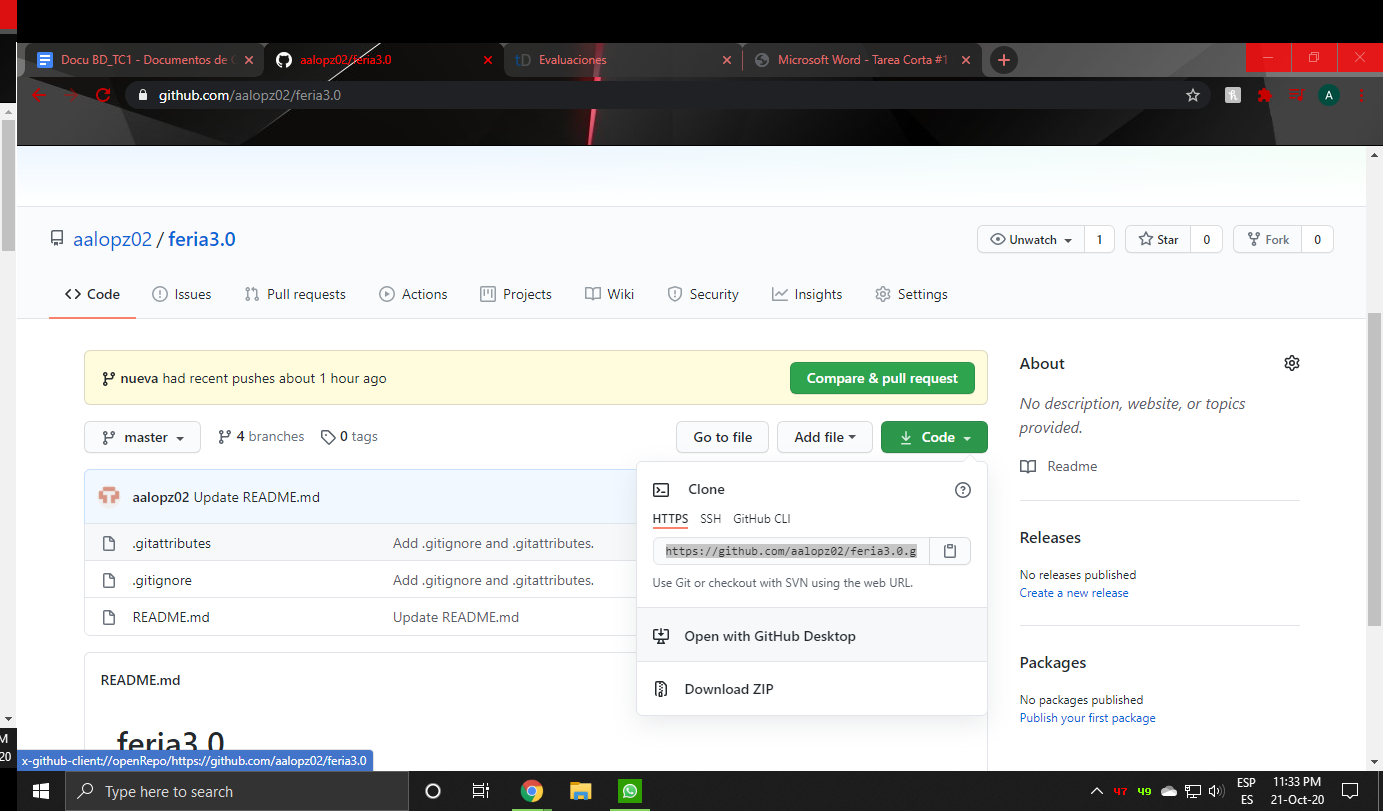 Docu BD_TC1 - Documentos de
aalopz02/feria3.0
Evaluaciones
Microsoft Word - Tarea Corta #1
github.com/aalopz02/feria3.0
A
aalopz02 / feria3.0
Unwatch 1
Star 0
Fork 0
Code
Issues
Pull requests
Actions
Projects
Wiki
Security
Insights
Settings
nueva had recent pushes about 1 hour ago
Compare & pull request
About
No description, website, or topics
provided.
Readme
master
4 branches
0 tags
Go to file
Add file
Code
aalopz02 Update README.md
.gitattributes Add .gitignore and .gitattributes.
.gitignore Add .gitignore and .gitattributes.
README.md Update README.md
Clone
HTTPS SSH GitHub CLI
https://github.com/aalopz02/feria3.0.g
Use Git or checkout with SVN using the web URL.
Open with GitHub Desktop
Download ZIP
Releases
No releases published
Create a new release
Packages
No packages published
Publish your first package
README.md
feria3.0
M
20
x-github-client://openRepo/https://github.com/aalopz02/feria3.0
Type here to search
47
49
ESP
ES
11:33 PM
21-Oct-20